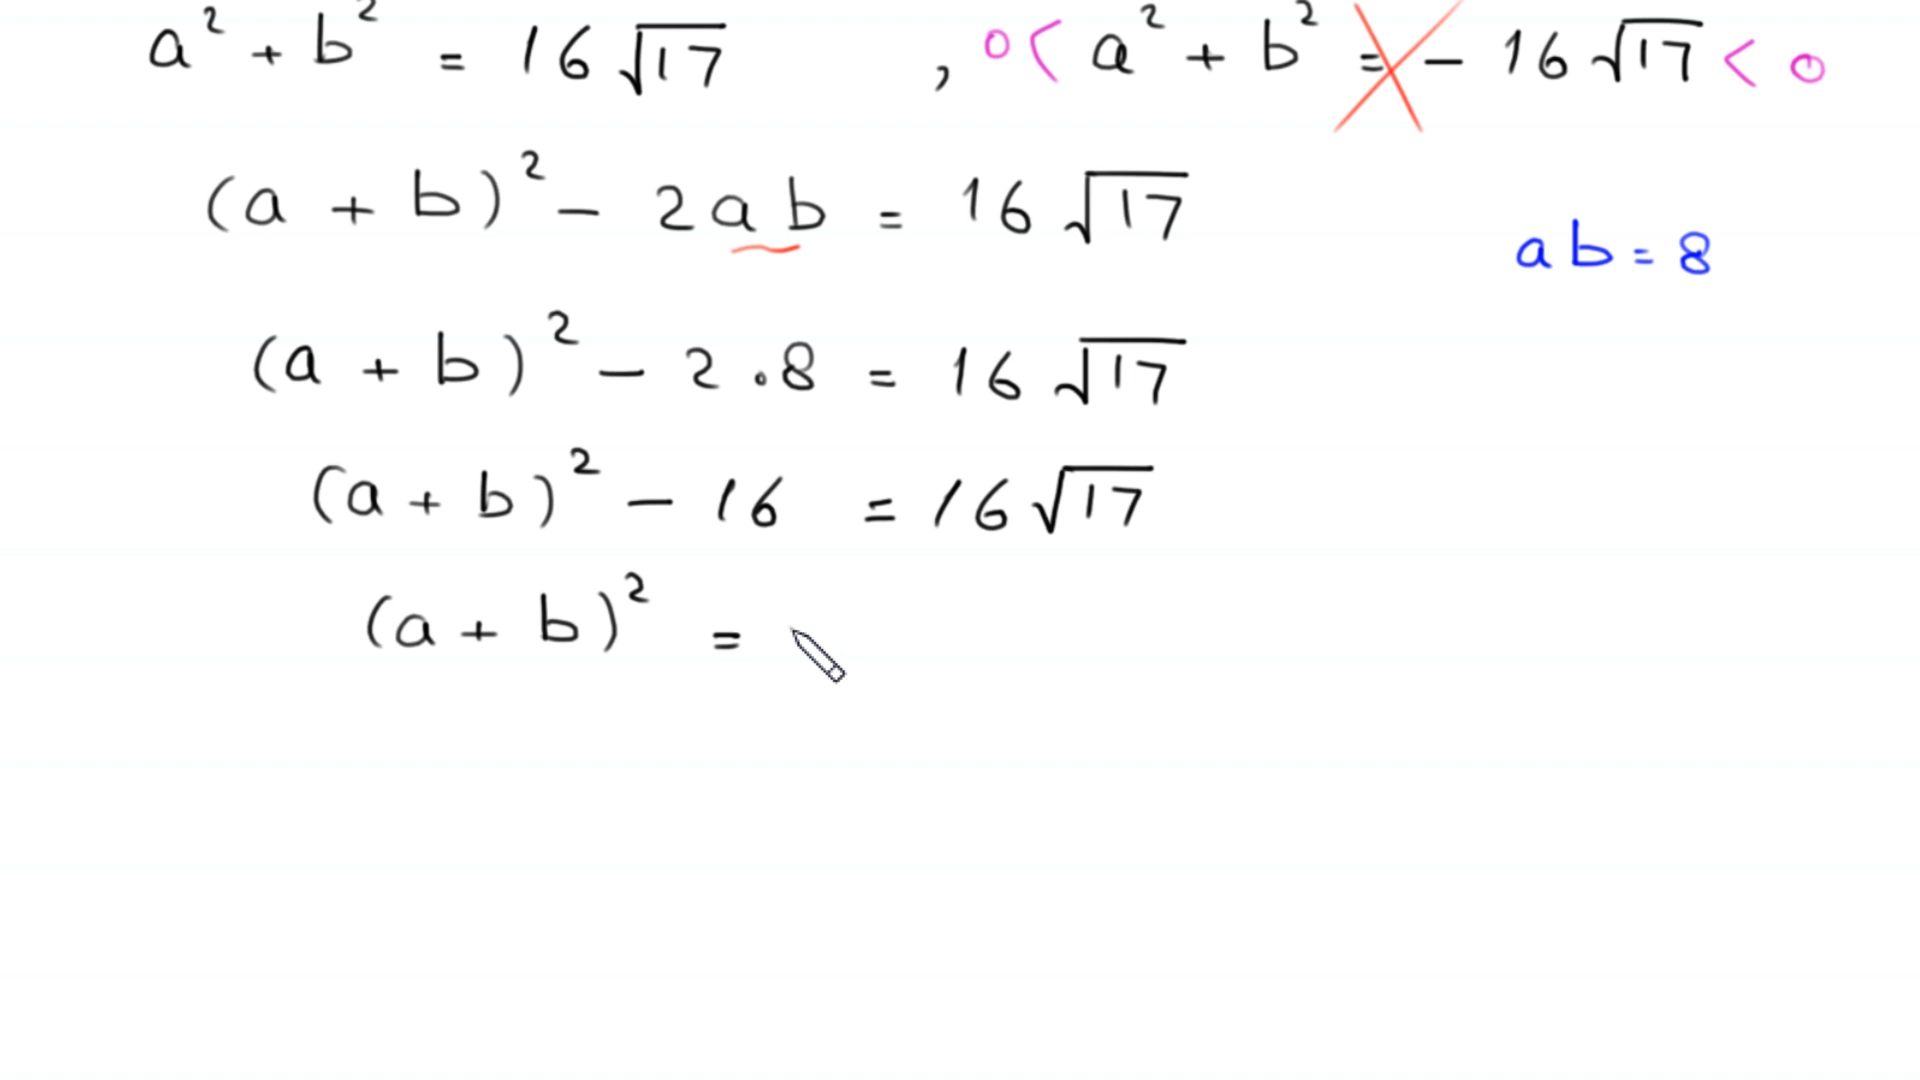 a² + b² = 16√17 , 0 < a² + b² = - 16√17 < 0
(a + b)² - 2ab = 16√17
ab = 8
(a + b)² - 2 . 8 = 16√17
(a + b)² - 16 = 16√17
(a + b)² =